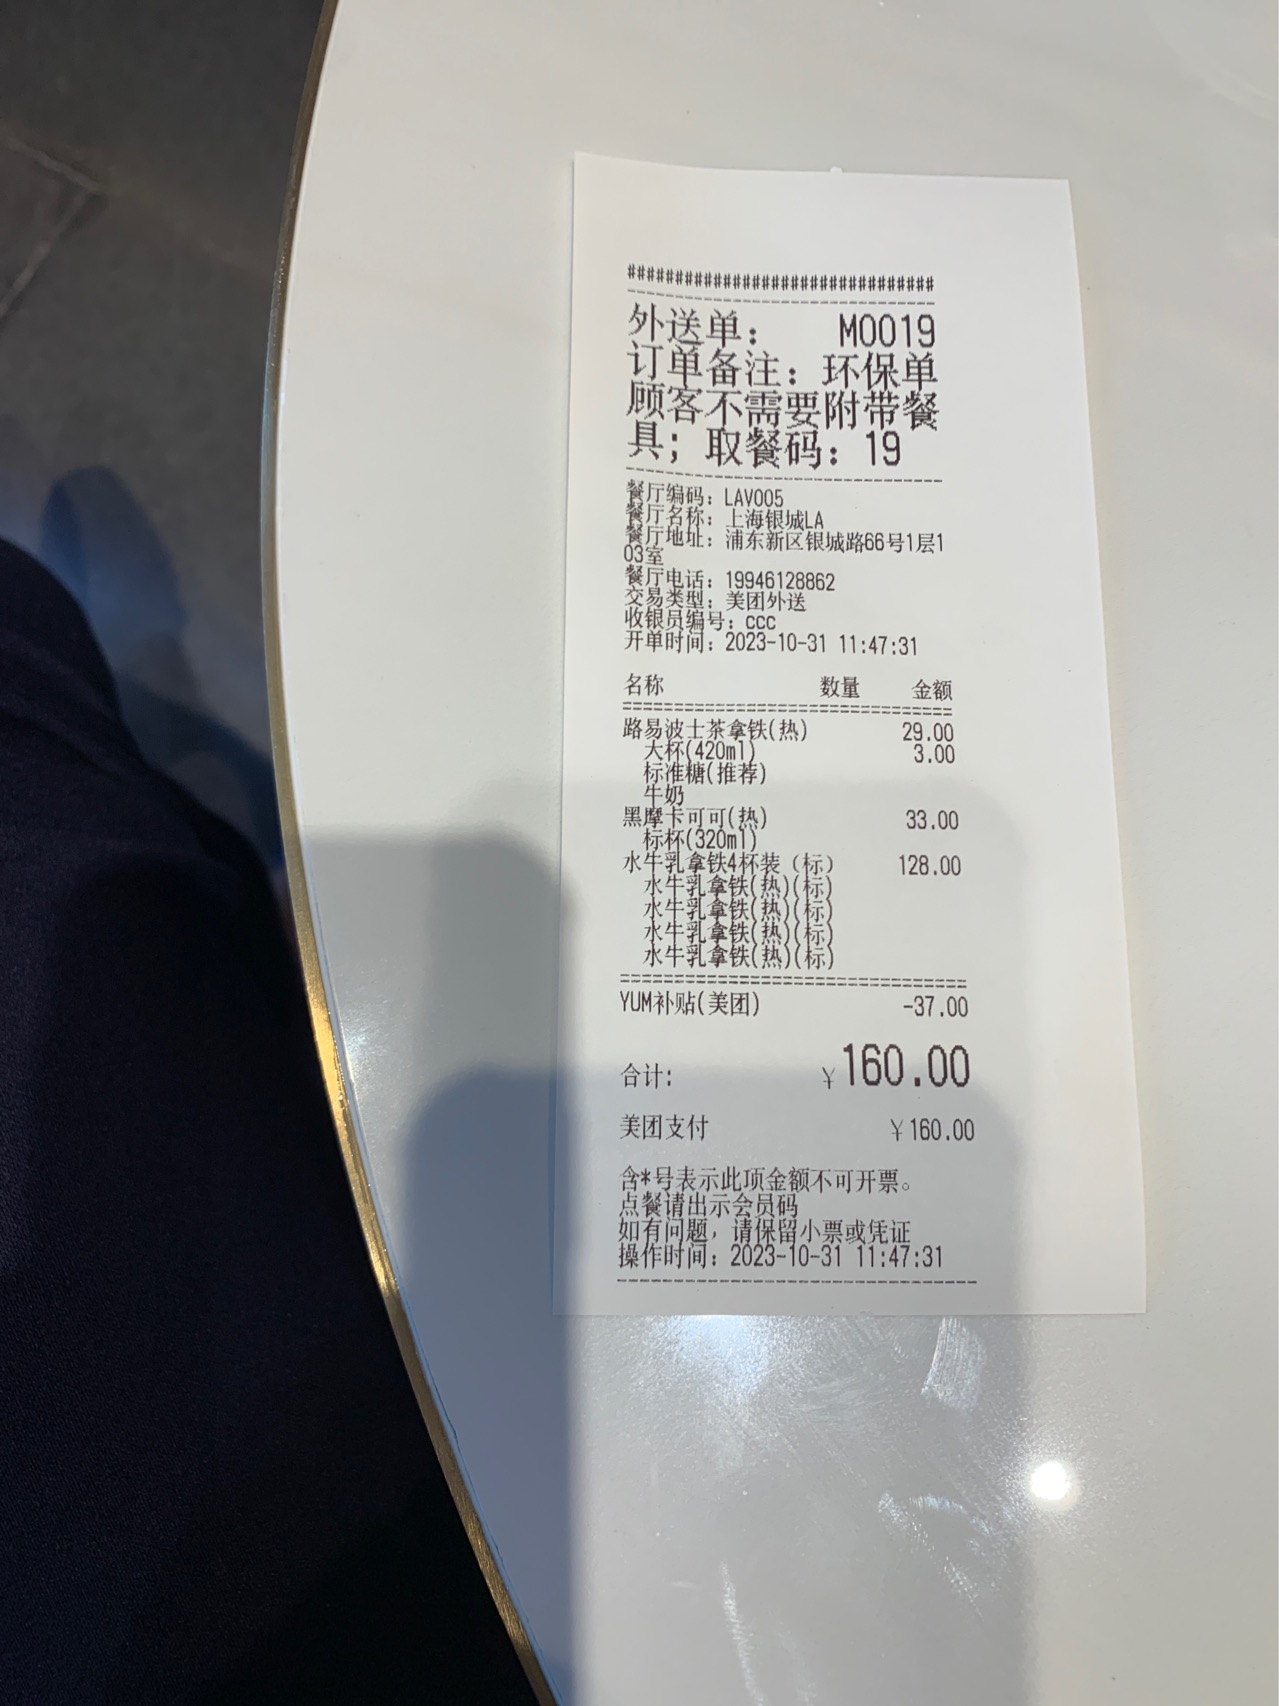 ################################
外送单: M0019
订单备注: 环保单
顾客不需要附带餐
具; 取餐码: 19
餐厅编码: LAV005
餐厅名称: 上海银城LA
餐厅地址: 浦东新区银城路66号1层1
03室
餐厅电话: 19946128862
交易类型: 美团外送
收银员编号: ccc
开单时间: 2023-10-31 11:47:31
名称 数量 金额
================================
路易波士茶拿铁(热) 29.00
大杯(420ml) 3.00
标准糖(推荐)
牛奶
黑摩卡可可(热) 33.00
标杯(320ml)
水牛乳拿铁4杯装（标） 128.00
水牛乳拿铁(热)(标)
水牛乳拿铁(热)(标)
水牛乳拿铁(热)(标)
水牛乳拿铁(热)(标)
================================
YUM补贴(美团) -37.00
合计: ￥160.00
美团支付 ￥160.00
含*号表示此项金额不可开票。
点餐请出示会员码
如有问题，请保留小票或凭证
操作时间: 2023-10-31 11:47:31